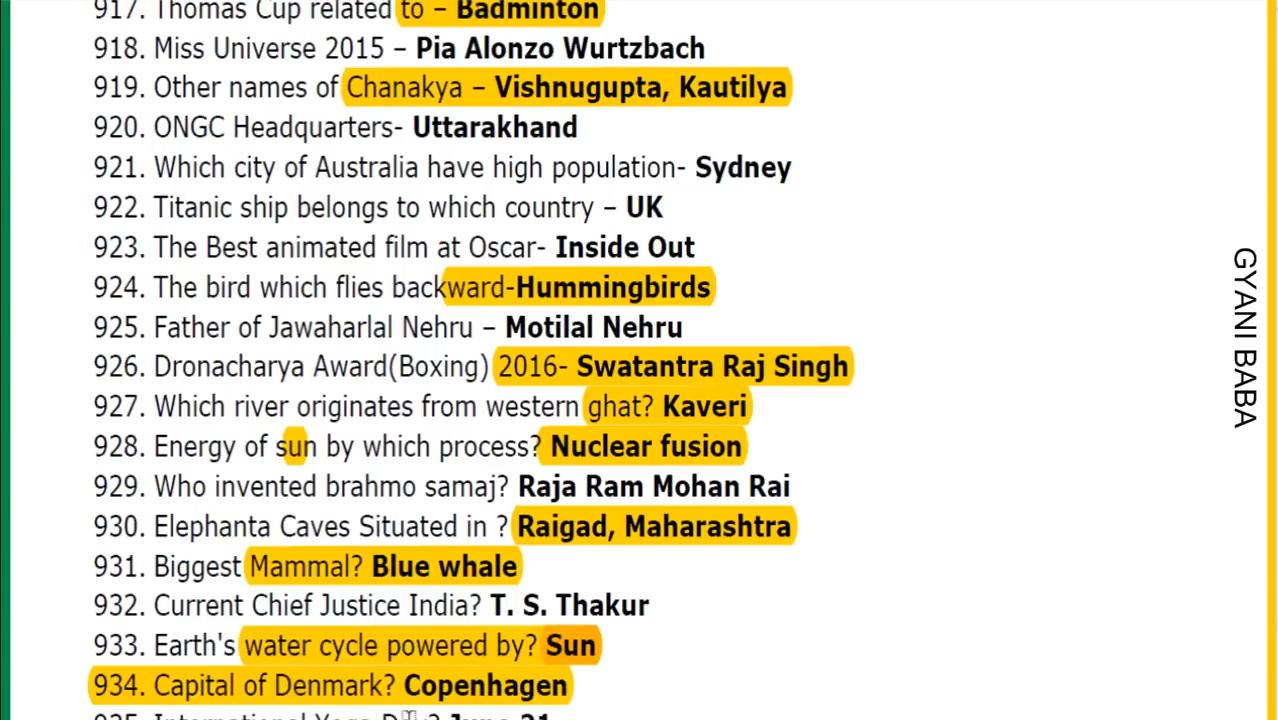 917. Thomas Cup related to – Badminton
918. Miss Universe 2015 – Pia Alonzo Wurtzbach
919. Other names of Chanakya – Vishnugupta, Kautilya
920. ONGC Headquarters- Uttarakhand
921. Which city of Australia have high population- Sydney
922. Titanic ship belongs to which country – UK
923. The Best animated film at Oscar- Inside Out
924. The bird which flies backward-Hummingbirds
925. Father of Jawaharlal Nehru – Motilal Nehru
926. Dronacharya Award(Boxing) 2016- Swatantra Raj Singh
927. Which river originates from western ghat? Kaveri
928. Energy of sun by which process? Nuclear fusion
929. Who invented brahmo samaj? Raja Ram Mohan Rai
930. Elephanta Caves Situated in ? Raigad, Maharashtra
931. Biggest Mammal? Blue whale
932. Current Chief Justice India? T. S. Thakur
933. Earth's water cycle powered by? Sun
934. Capital of Denmark? Copenhagen
935. International Yoga Day? June 21
GYANI BABA